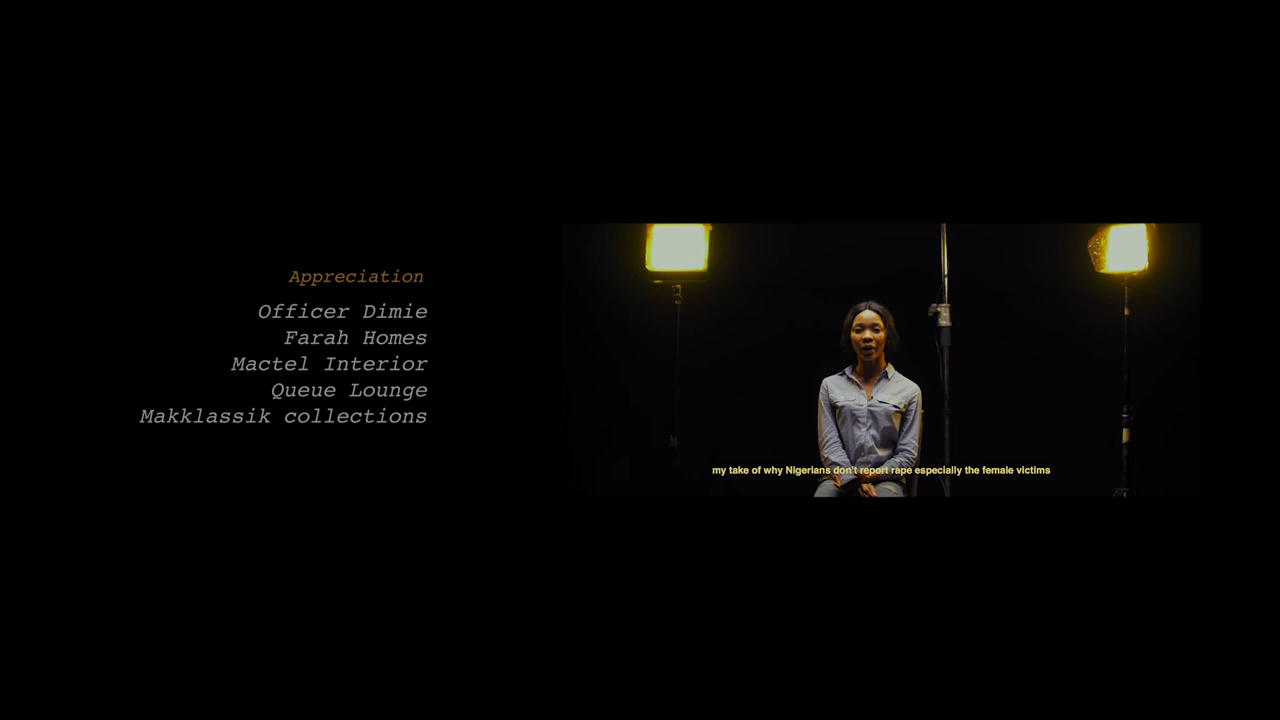 Appreciation
Officer Dimie
Farah Homes
Mactel Interior
Queue Lounge
Makklassik collections
my take of why Nigerians don't report rape especially the female victims